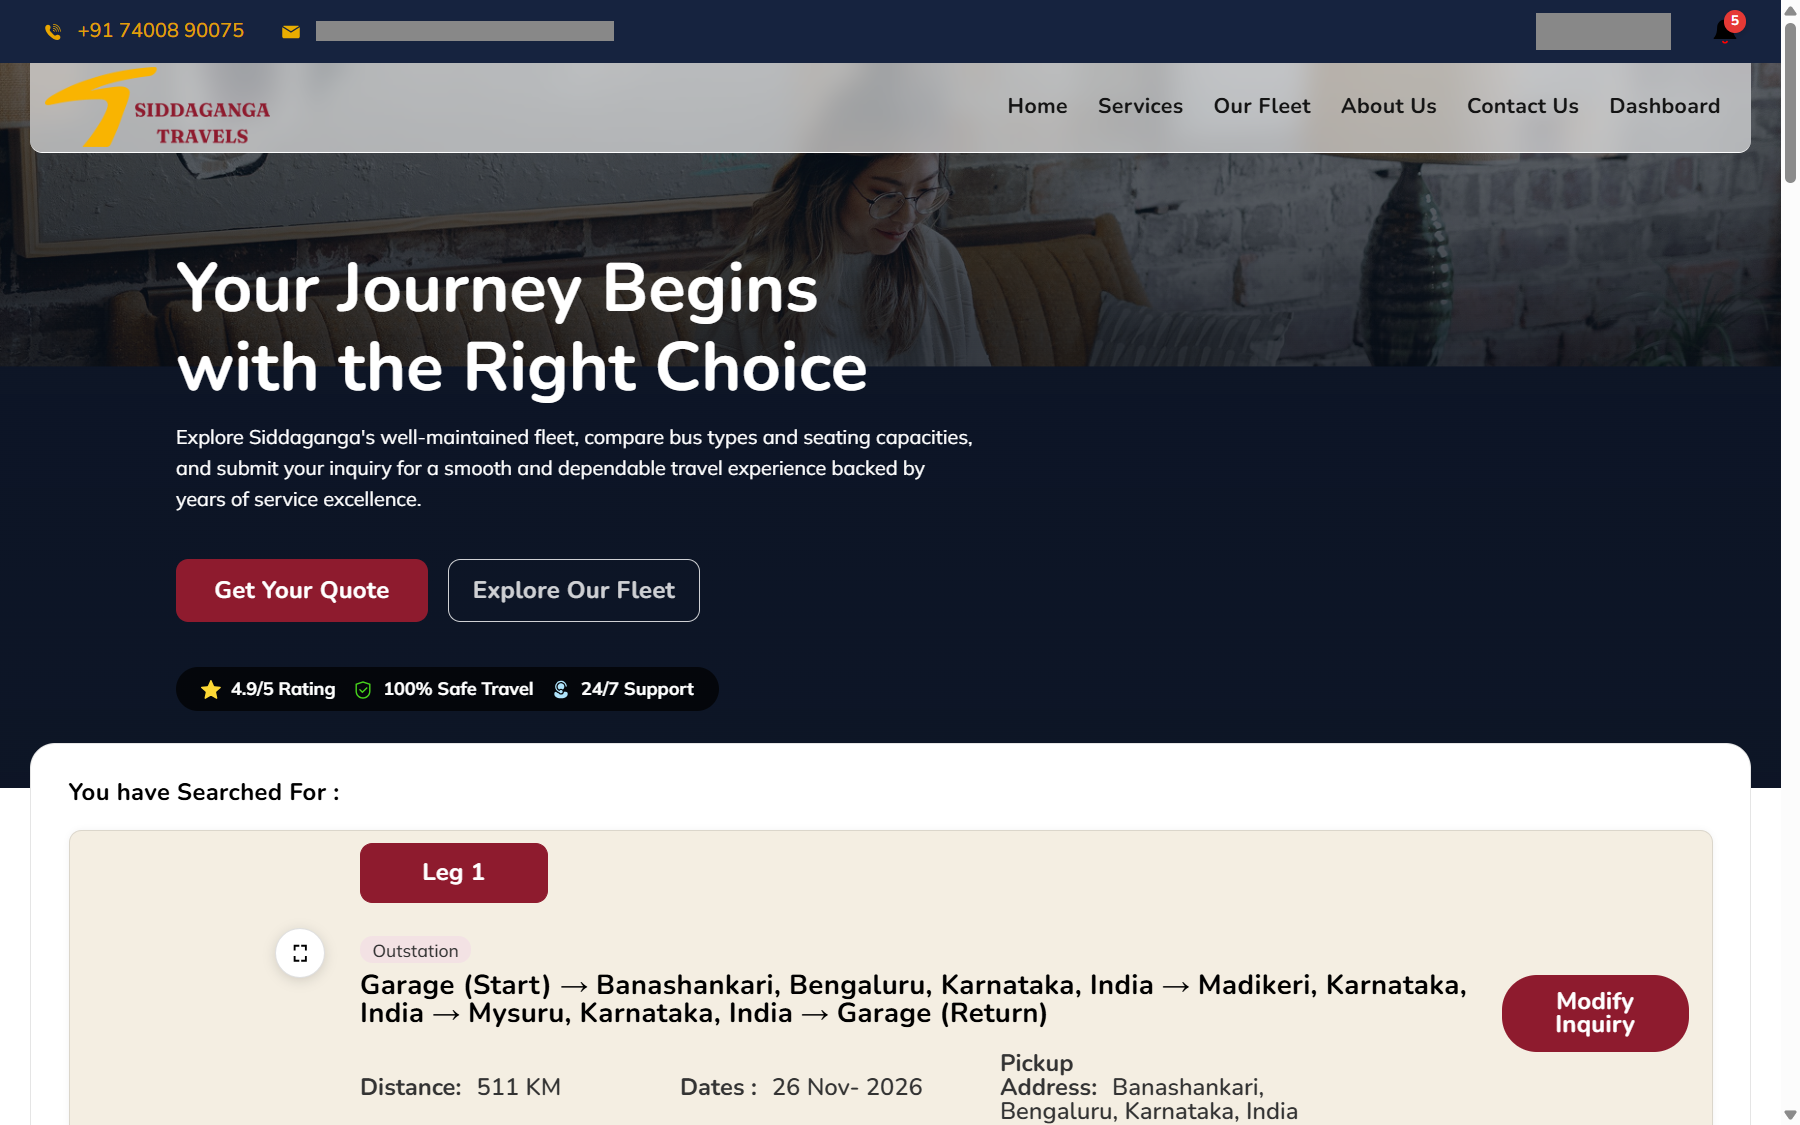 +91 74008 90075
5
SIDDAGANGA
TRAVELS
Home
Services
Our Fleet
About Us
Contact Us
Dashboard
Your Journey Begins
with the Right Choice
Explore Siddaganga's well-maintained fleet, compare bus types and seating capacities,
and submit your inquiry for a smooth and dependable travel experience backed by
years of service excellence.
Get Your Quote
Explore Our Fleet
4.9/5 Rating
100% Safe Travel
24/7 Support
You have Searched For :
Leg 1
Outstation
Garage (Start) → Banashankari, Bengaluru, Karnataka, India → Madikeri, Karnataka,
India → Mysuru, Karnataka, India → Garage (Return)
Modify
Inquiry
Distance: 511 KM
Dates : 26 Nov- 2026
Pickup
Address: Banashankari,
Bengaluru, Karnataka, India